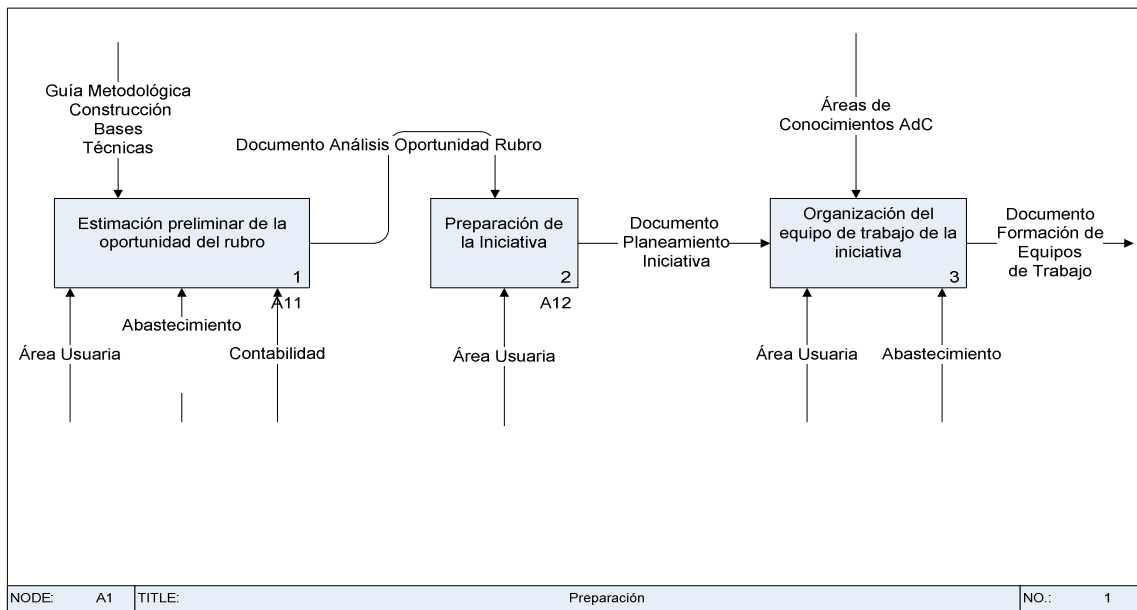 Guía Metodológica
Construcción
Bases
Técnicas
Documento Análisis Oportunidad Rubro
Áreas de
Conocimientos AdC
Estimación preliminar de la
oportunidad del rubro
1
A11
Preparación de
la Iniciativa
2
A12
Documento
Planeamiento
Iniciativa
Organización del
equipo de trabajo de la
iniciativa
3
Documento
Formación de
Equipos
de Trabajo
Área Usuaria
Abastecimiento
Contabilidad
Área Usuaria
Área Usuaria
Abastecimiento
NODE: A1 TITLE: Preparación NO.: 1